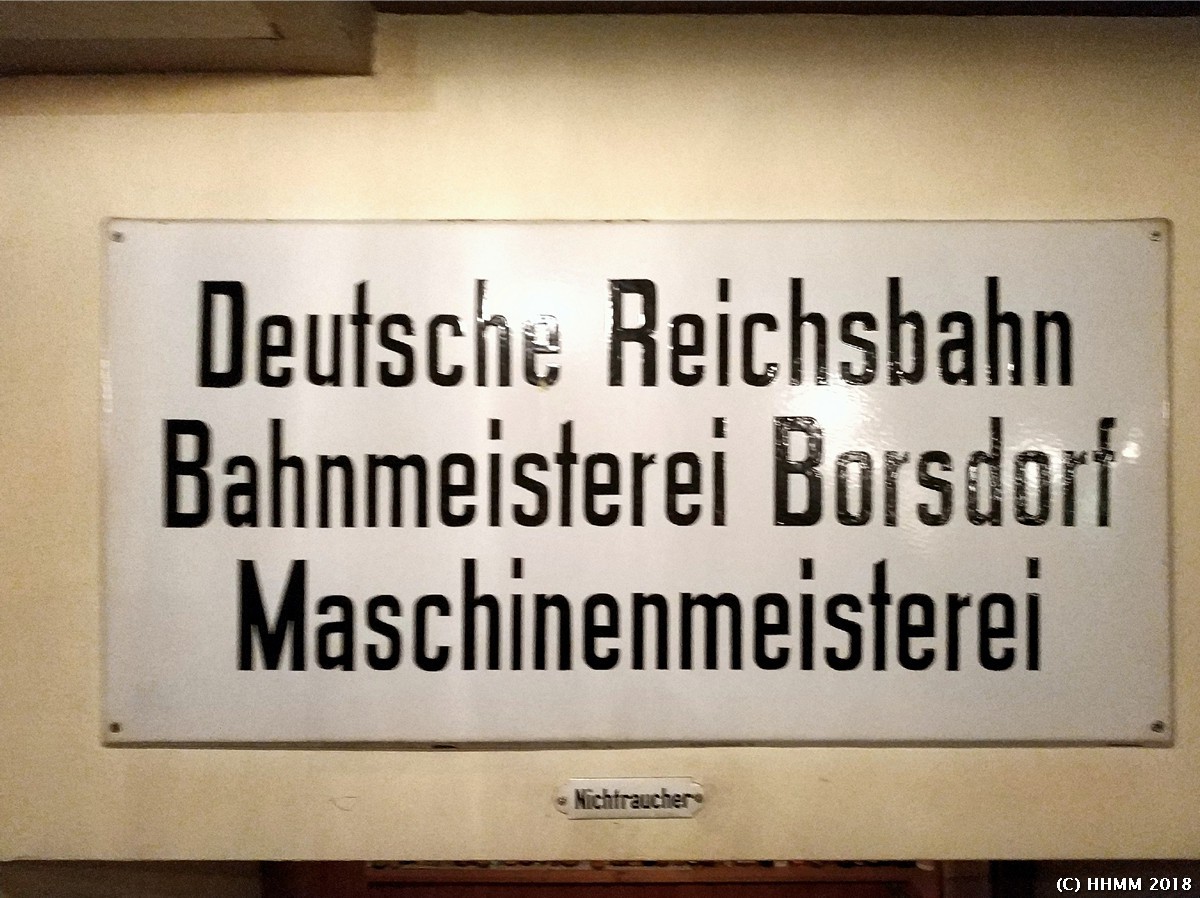 Deutsche Reichsbahn
Bahnmeisterei Borsdorf
Maschinenmeisterei
Nichtraucher
(C) HHMM 2018